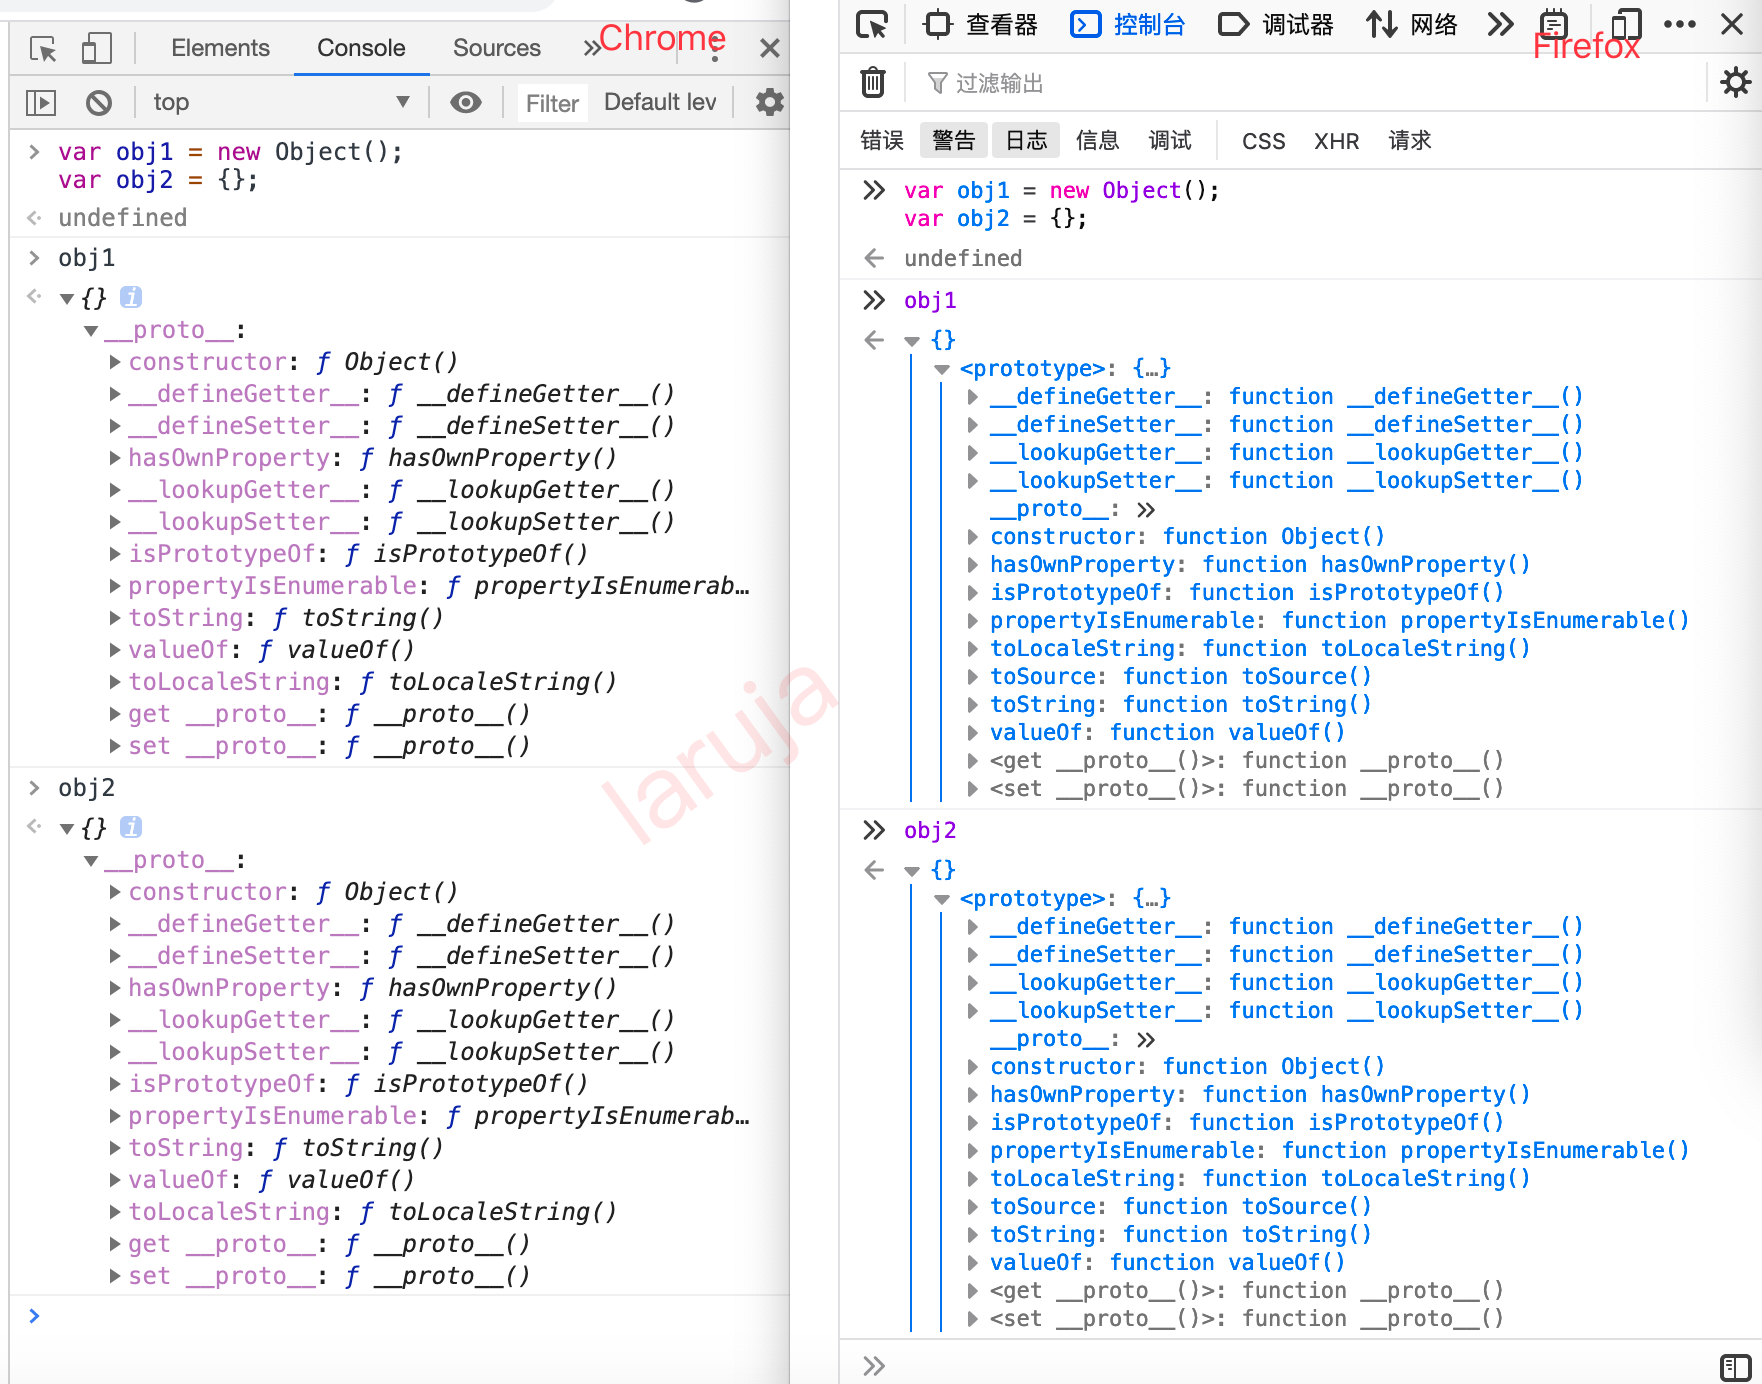 Elements Console Sources Chrome
top Filter Default lev
var obj1 = new Object();
var obj2 = {};
undefined
obj1
{} i
__proto__:
constructor: ƒ Object()
__defineGetter__: ƒ __defineGetter__()
__defineSetter__: ƒ __defineSetter__()
hasOwnProperty: ƒ hasOwnProperty()
__lookupGetter__: ƒ __lookupGetter__()
__lookupSetter__: ƒ __lookupSetter__()
isPrototypeOf: ƒ isPrototypeOf()
propertyIsEnumerable: ƒ propertyIsEnumerab…
toString: ƒ toString()
valueOf: ƒ valueOf()
toLocaleString: ƒ toLocaleString()
get __proto__: ƒ __proto__()
set __proto__: ƒ __proto__()
obj2
{} i
__proto__:
constructor: ƒ Object()
__defineGetter__: ƒ __defineGetter__()
__defineSetter__: ƒ __defineSetter__()
hasOwnProperty: ƒ hasOwnProperty()
__lookupGetter__: ƒ __lookupGetter__()
__lookupSetter__: ƒ __lookupSetter__()
isPrototypeOf: ƒ isPrototypeOf()
propertyIsEnumerable: ƒ propertyIsEnumerab…
toString: ƒ toString()
valueOf: ƒ valueOf()
toLocaleString: ƒ toLocaleString()
get __proto__: ƒ __proto__()
set __proto__: ƒ __proto__()
laruja
查看器 控制台 调试器 网络
Firefox
过滤输出
错误 警告 日志 信息 调试 CSS XHR 请求
var obj1 = new Object();
var obj2 = {};
undefined
obj1
{}
<prototype>: {…}
__defineGetter__: function __defineGetter__()
__defineSetter__: function __defineSetter__()
__lookupGetter__: function __lookupGetter__()
__lookupSetter__: function __lookupSetter__()
__proto__: »
constructor: function Object()
hasOwnProperty: function hasOwnProperty()
isPrototypeOf: function isPrototypeOf()
propertyIsEnumerable: function propertyIsEnumerable()
toLocaleString: function toLocaleString()
toSource: function toSource()
toString: function toString()
valueOf: function valueOf()
<get __proto__()>: function __proto__()
<set __proto__()>: function __proto__()
obj2
{}
<prototype>: {…}
__defineGetter__: function __defineGetter__()
__defineSetter__: function __defineSetter__()
__lookupGetter__: function __lookupGetter__()
__lookupSetter__: function __lookupSetter__()
__proto__: »
constructor: function Object()
hasOwnProperty: function hasOwnProperty()
isPrototypeOf: function isPrototypeOf()
propertyIsEnumerable: function propertyIsEnumerable()
toLocaleString: function toLocaleString()
toSource: function toSource()
toString: function toString()
valueOf: function valueOf()
<get __proto__()>: function __proto__()
<set __proto__()>: function __proto__()